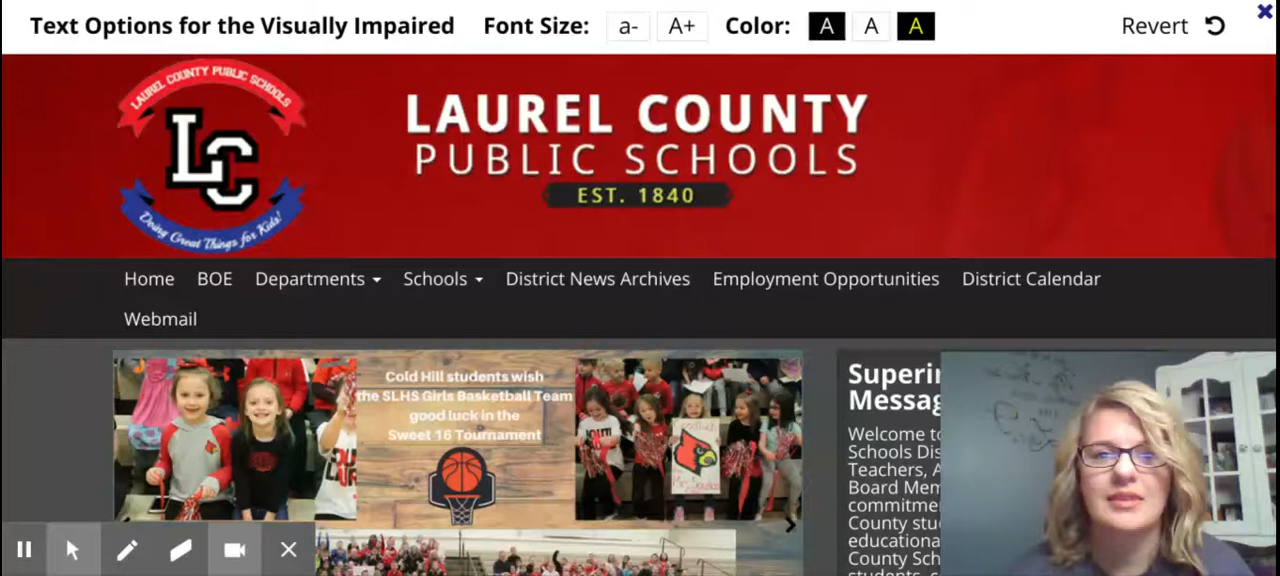 Text Options for the Visually Impaired Font Size: a- A+ Color: A A A Revert
LAUREL COUNTY PUBLIC SCHOOLS
LC
Doing Great Things for Kids!
LAUREL COUNTY
PUBLIC SCHOOLS
EST. 1840
Home BOE Departments Schools District News Archives Employment Opportunities District Calendar
Webmail
Cold Hill students wish
the SLHS Girls Basketball Team
good luck in the
Sweet 16 Tournament
Superi
Messag
Welcome to
Schools Dis
Teachers, A
Board Mem
commitme
County stu
educationa
County Sch
students, c